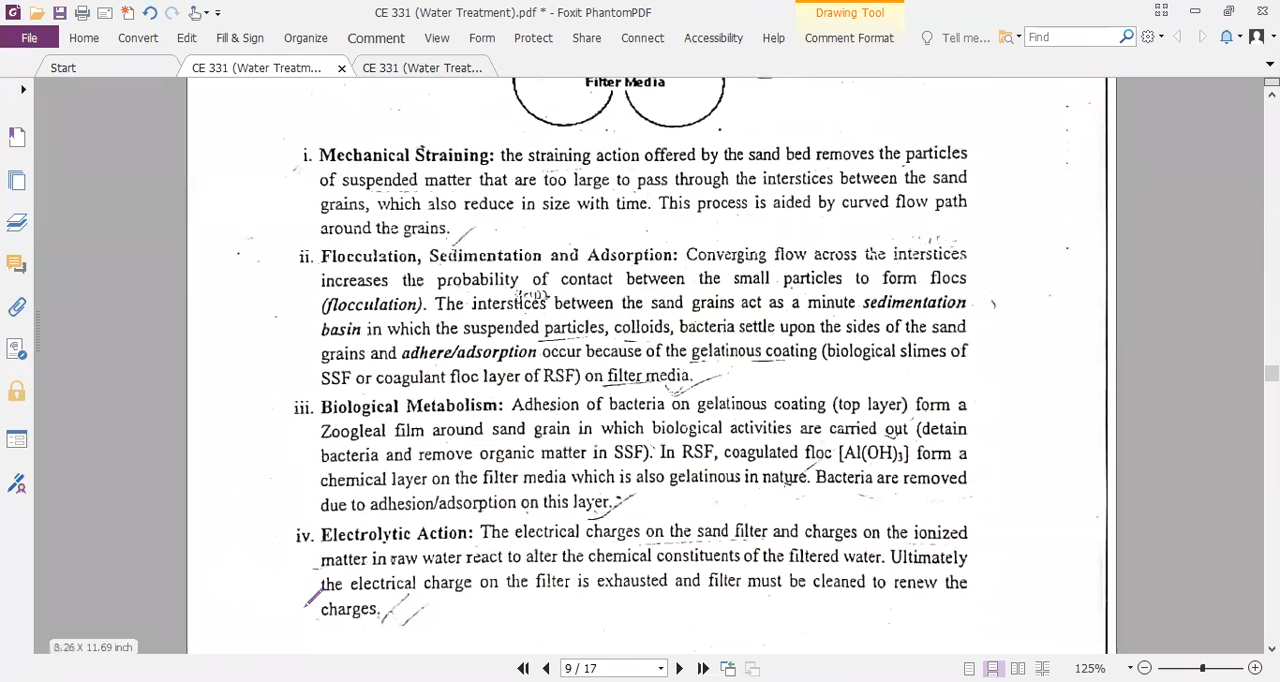 CE 331 (Water Treatment).pdf * - Foxit PhantomPDF
Drawing Tool
File Home Convert Edit Fill & Sign Organize Comment View Form Protect Share Connect Accessibility Help Comment Format Tell me... Find
Start CE 331 (Water Treatm... CE 331 (Water Treat...
Filter Media
i. Mechanical Straining: the straining action offered by the sand bed removes the particles
of suspended matter that are too large to pass through the interstices between the sand
grains, which also reduce in size with time. This process is aided by curved flow path
around the grains.
ii. Flocculation, Sedimentation and Adsorption: Converging flow across the interstices
increases the probability of contact between the small particles to form flocs
(flocculation). The interstices between the sand grains act as a minute sedimentation
basin in which the suspended particles, colloids, bacteria settle upon the sides of the sand
grains and adhere/adsorption occur because of the gelatinous coating (biological slimes of
SSF or coagulant floc layer of RSF) on filter media.
iii. Biological Metabolism: Adhesion of bacteria on gelatinous coating (top layer) form a
Zoogleal film around sand grain in which biological activities are carried out (detain
bacteria and remove organic matter in SSF). In RSF, coagulated floc [Al(OH)3] form a
chemical layer on the filter media which is also gelatinous in nature. Bacteria are removed
due to adhesion/adsorption on this layer.
iv. Electrolytic Action: The electrical charges on the sand filter and charges on the ionized
matter in raw water react to alter the chemical constituents of the filtered water. Ultimately
the electrical charge on the filter is exhausted and filter must be cleaned to renew the
charges.
8.26 X 11.69 inch
9 / 17
125%